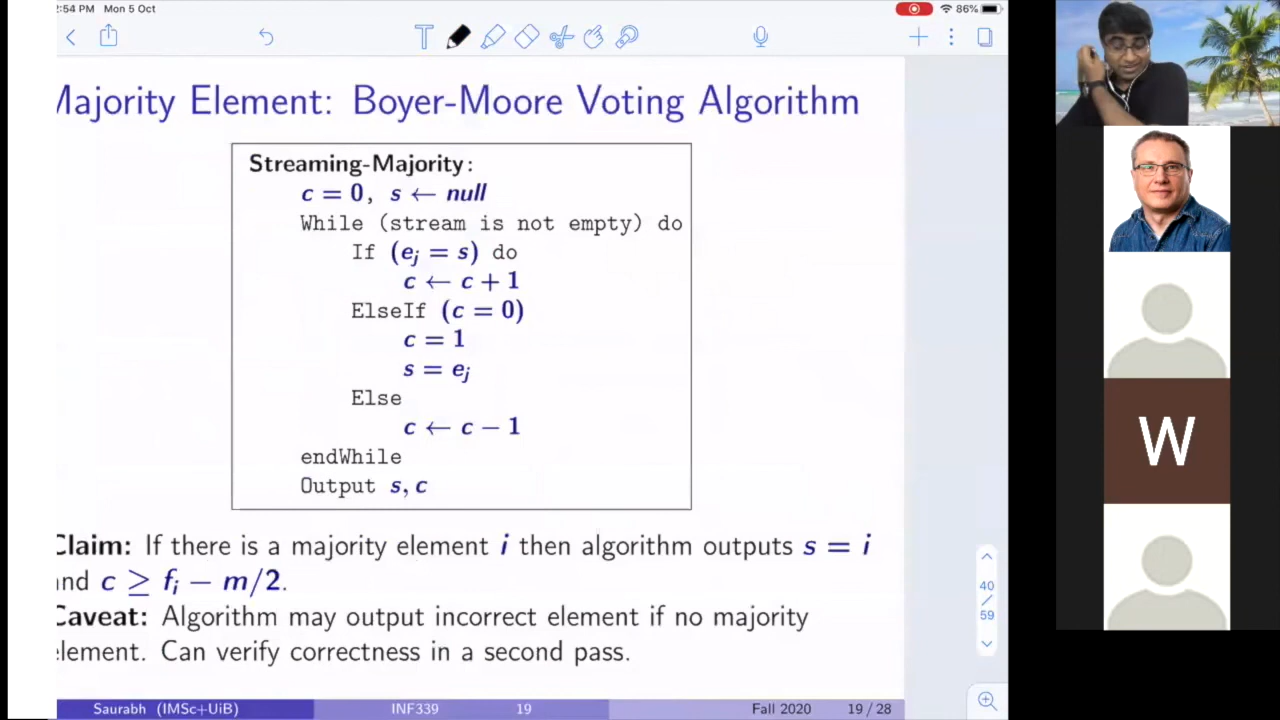 2:54 PM Mon 5 Oct
86%
Majority Element: Boyer-Moore Voting Algorithm
Streaming-Majority:
c = 0, s ← null
While (stream is not empty) do
If (e_j = s) do
c ← c + 1
ElseIf (c = 0)
c = 1
s = e_j
Else
c ← c − 1
endWhile
Output s, c
Claim: If there is a majority element i then algorithm outputs s = i
and c ≥ f_i − m/2.
Caveat: Algorithm may output incorrect element if no majority
element. Can verify correctness in a second pass.
Saurabh (IMSc+UiB) INF339 19 Fall 2020 19 / 28
40
/
59
W